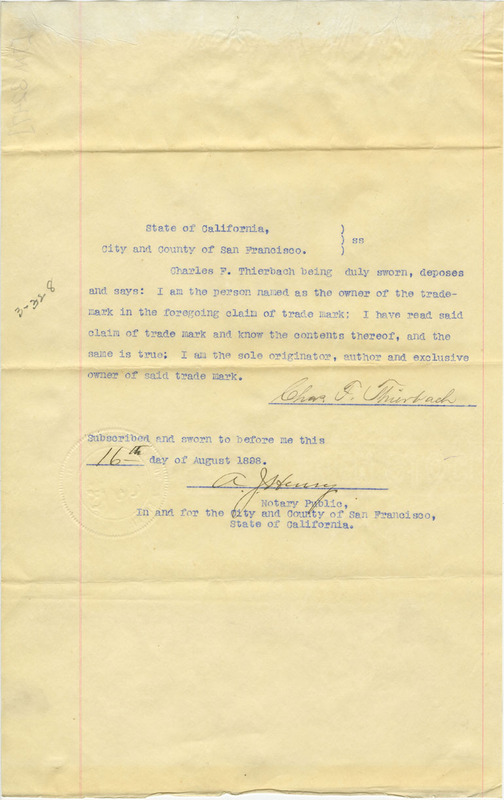 State of California, )
) ss
City and County of San Francisco. )
Charles F. Thierbach being duly sworn, deposes
and says: I am the person named as the owner of the trade-
mark in the foregoing claim of trade mark; I have read said
claim of trade mark and know the contents thereof, and the
same is true; I am the sole originator, author and exclusive
owner of said trade mark.
Chas. F. Thierbach
Subscribed and sworn to before me this
16th day of August 1898.
A. J. Henry
Notary Public,
In and for the City and County of San Francisco,
State of California.
3-328